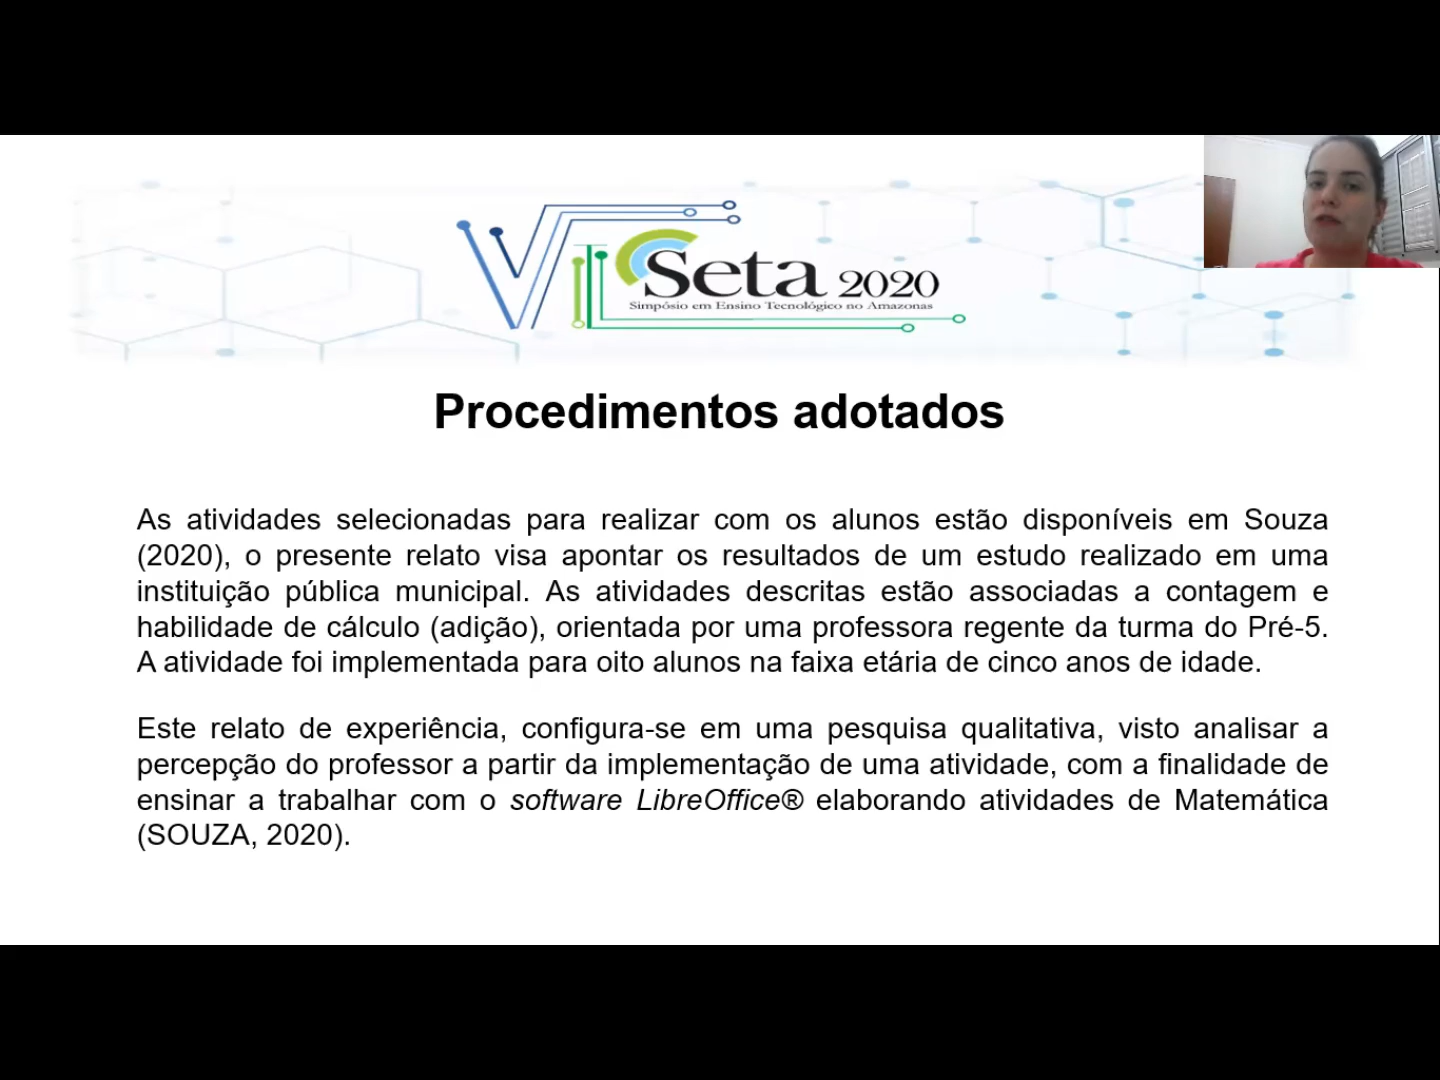 VII Seta 2020
Simpósio em Ensino Tecnológico no Amazonas
Procedimentos adotados
As atividades selecionadas para realizar com os alunos estão disponíveis em Souza
(2020), o presente relato visa apontar os resultados de um estudo realizado em uma
instituição pública municipal. As atividades descritas estão associadas a contagem e
habilidade de cálculo (adição), orientada por uma professora regente da turma do Pré-5.
A atividade foi implementada para oito alunos na faixa etária de cinco anos de idade.
Este relato de experiência, configura-se em uma pesquisa qualitativa, visto analisar a
percepção do professor a partir da implementação de uma atividade, com a finalidade de
ensinar a trabalhar com o software LibreOffice® elaborando atividades de Matemática
(SOUZA, 2020).